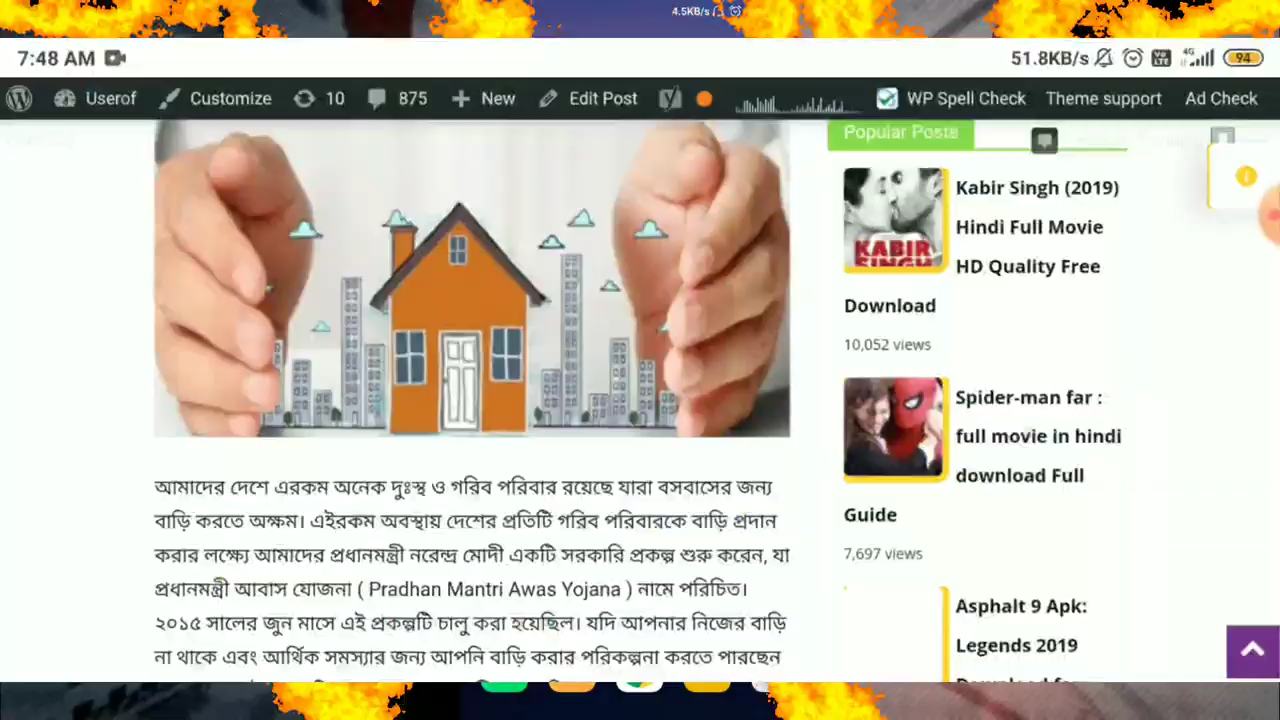 4.5KB/s
7:48 AM
51.8KB/s 4G Vo LTE 94
Userof Customize 10 875 New Edit Post WP Spell Check Theme support Ad Check
Popular Posts
Kabir Singh (2019)
Hindi Full Movie
HD Quality Free
Download
10,052 views
KABIR
SINGH
Spider-man far :
full movie in hindi
download Full
Guide
7,697 views
Asphalt 9 Apk:
Legends 2019
আমাদের দেশে এরকম অনেক দুঃস্থ ও গরিব পরিবার রয়েছে যারা বসবাসের জন্য
বাড়ি করতে অক্ষম। এইরকম অবস্থায় দেশের প্রতিটি গরিব পরিবারকে বাড়ি প্রদান
করার লক্ষ্যে আমাদের প্রধানমন্ত্রী নরেন্দ্র মোদী একটি সরকারি প্রকল্প শুরু করেন, যা
প্রধানমন্ত্রী আবাস যোজনা ( Pradhan Mantri Awas Yojana ) নামে পরিচিত।
২০১৫ সালের জুন মাসে এই প্রকল্পটি চালু করা হয়েছিল। যদি আপনার নিজের বাড়ি
না থাকে এবং আর্থিক সমস্যার জন্য আপনি বাড়ি করার পরিকল্পনা করতে পারছেন